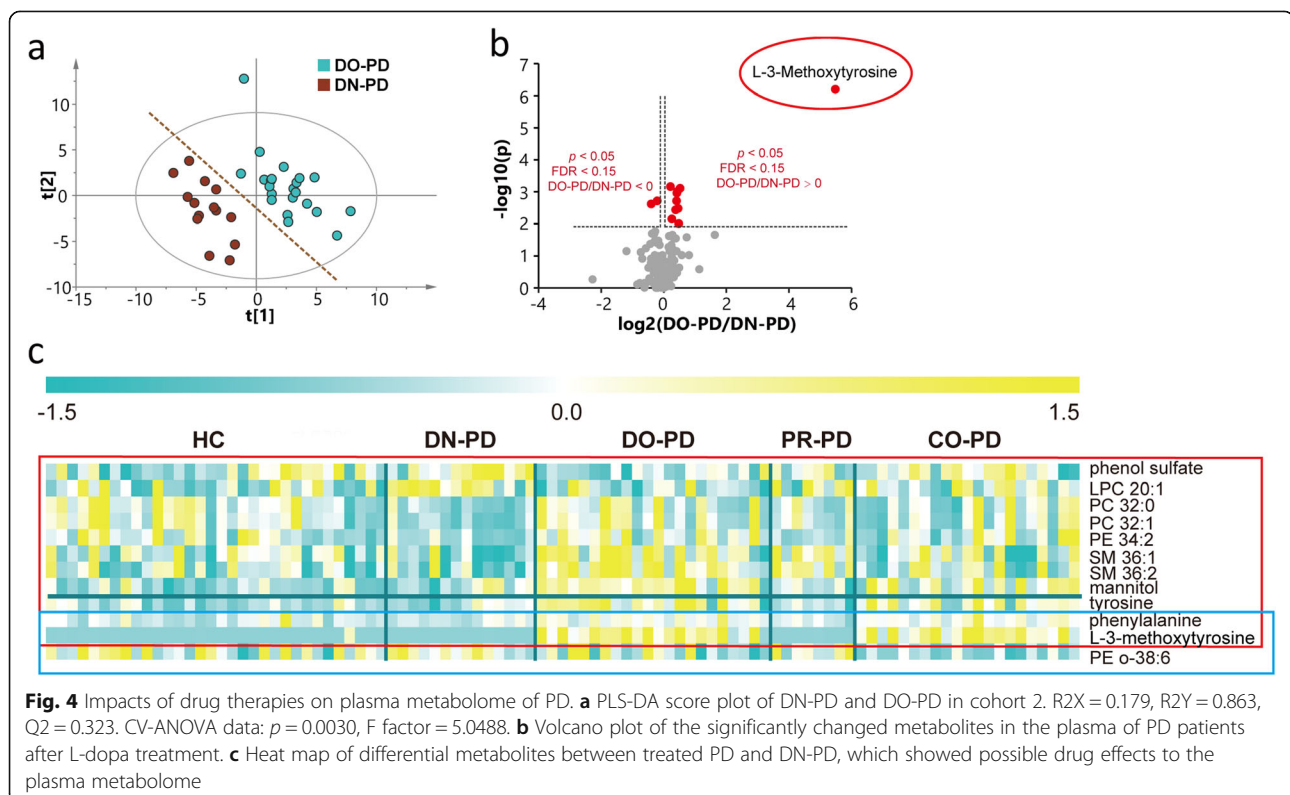 a
DO-PD
DN-PD
t[2]
10
5
0
-5
-10
-15
-10
-5
0
5
10
t[1]
b
L-3-Methoxytyrosine
-log10(p)
7
6
5
4
3
2
1
0
p < 0.05
FDR < 0.15
DO-PD/DN-PD < 0
p < 0.05
FDR < 0.15
DO-PD/DN-PD > 0
-4
-2
0
2
4
6
log2(DO-PD/DN-PD)
c
-1.5
0.0
1.5
HC
DN-PD
DO-PD
PR-PD
CO-PD
phenol sulfate
LPC 20:1
PC 32:0
PC 32:1
PE 34:2
SM 36:1
SM 36:2
mannitol
tyrosine
phenylalanine
L-3-methoxytyrosine
PE o-38:6
Fig. 4 Impacts of drug therapies on plasma metabolome of PD. a PLS-DA score plot of DN-PD and DO-PD in cohort 2. R2X = 0.179, R2Y = 0.863,
Q2 = 0.323. CV-ANOVA data: p = 0.0030, F factor = 5.0488. b Volcano plot of the significantly changed metabolites in the plasma of PD patients
after L-dopa treatment. c Heat map of differential metabolites between treated PD and DN-PD, which showed possible drug effects to the
plasma metabolome